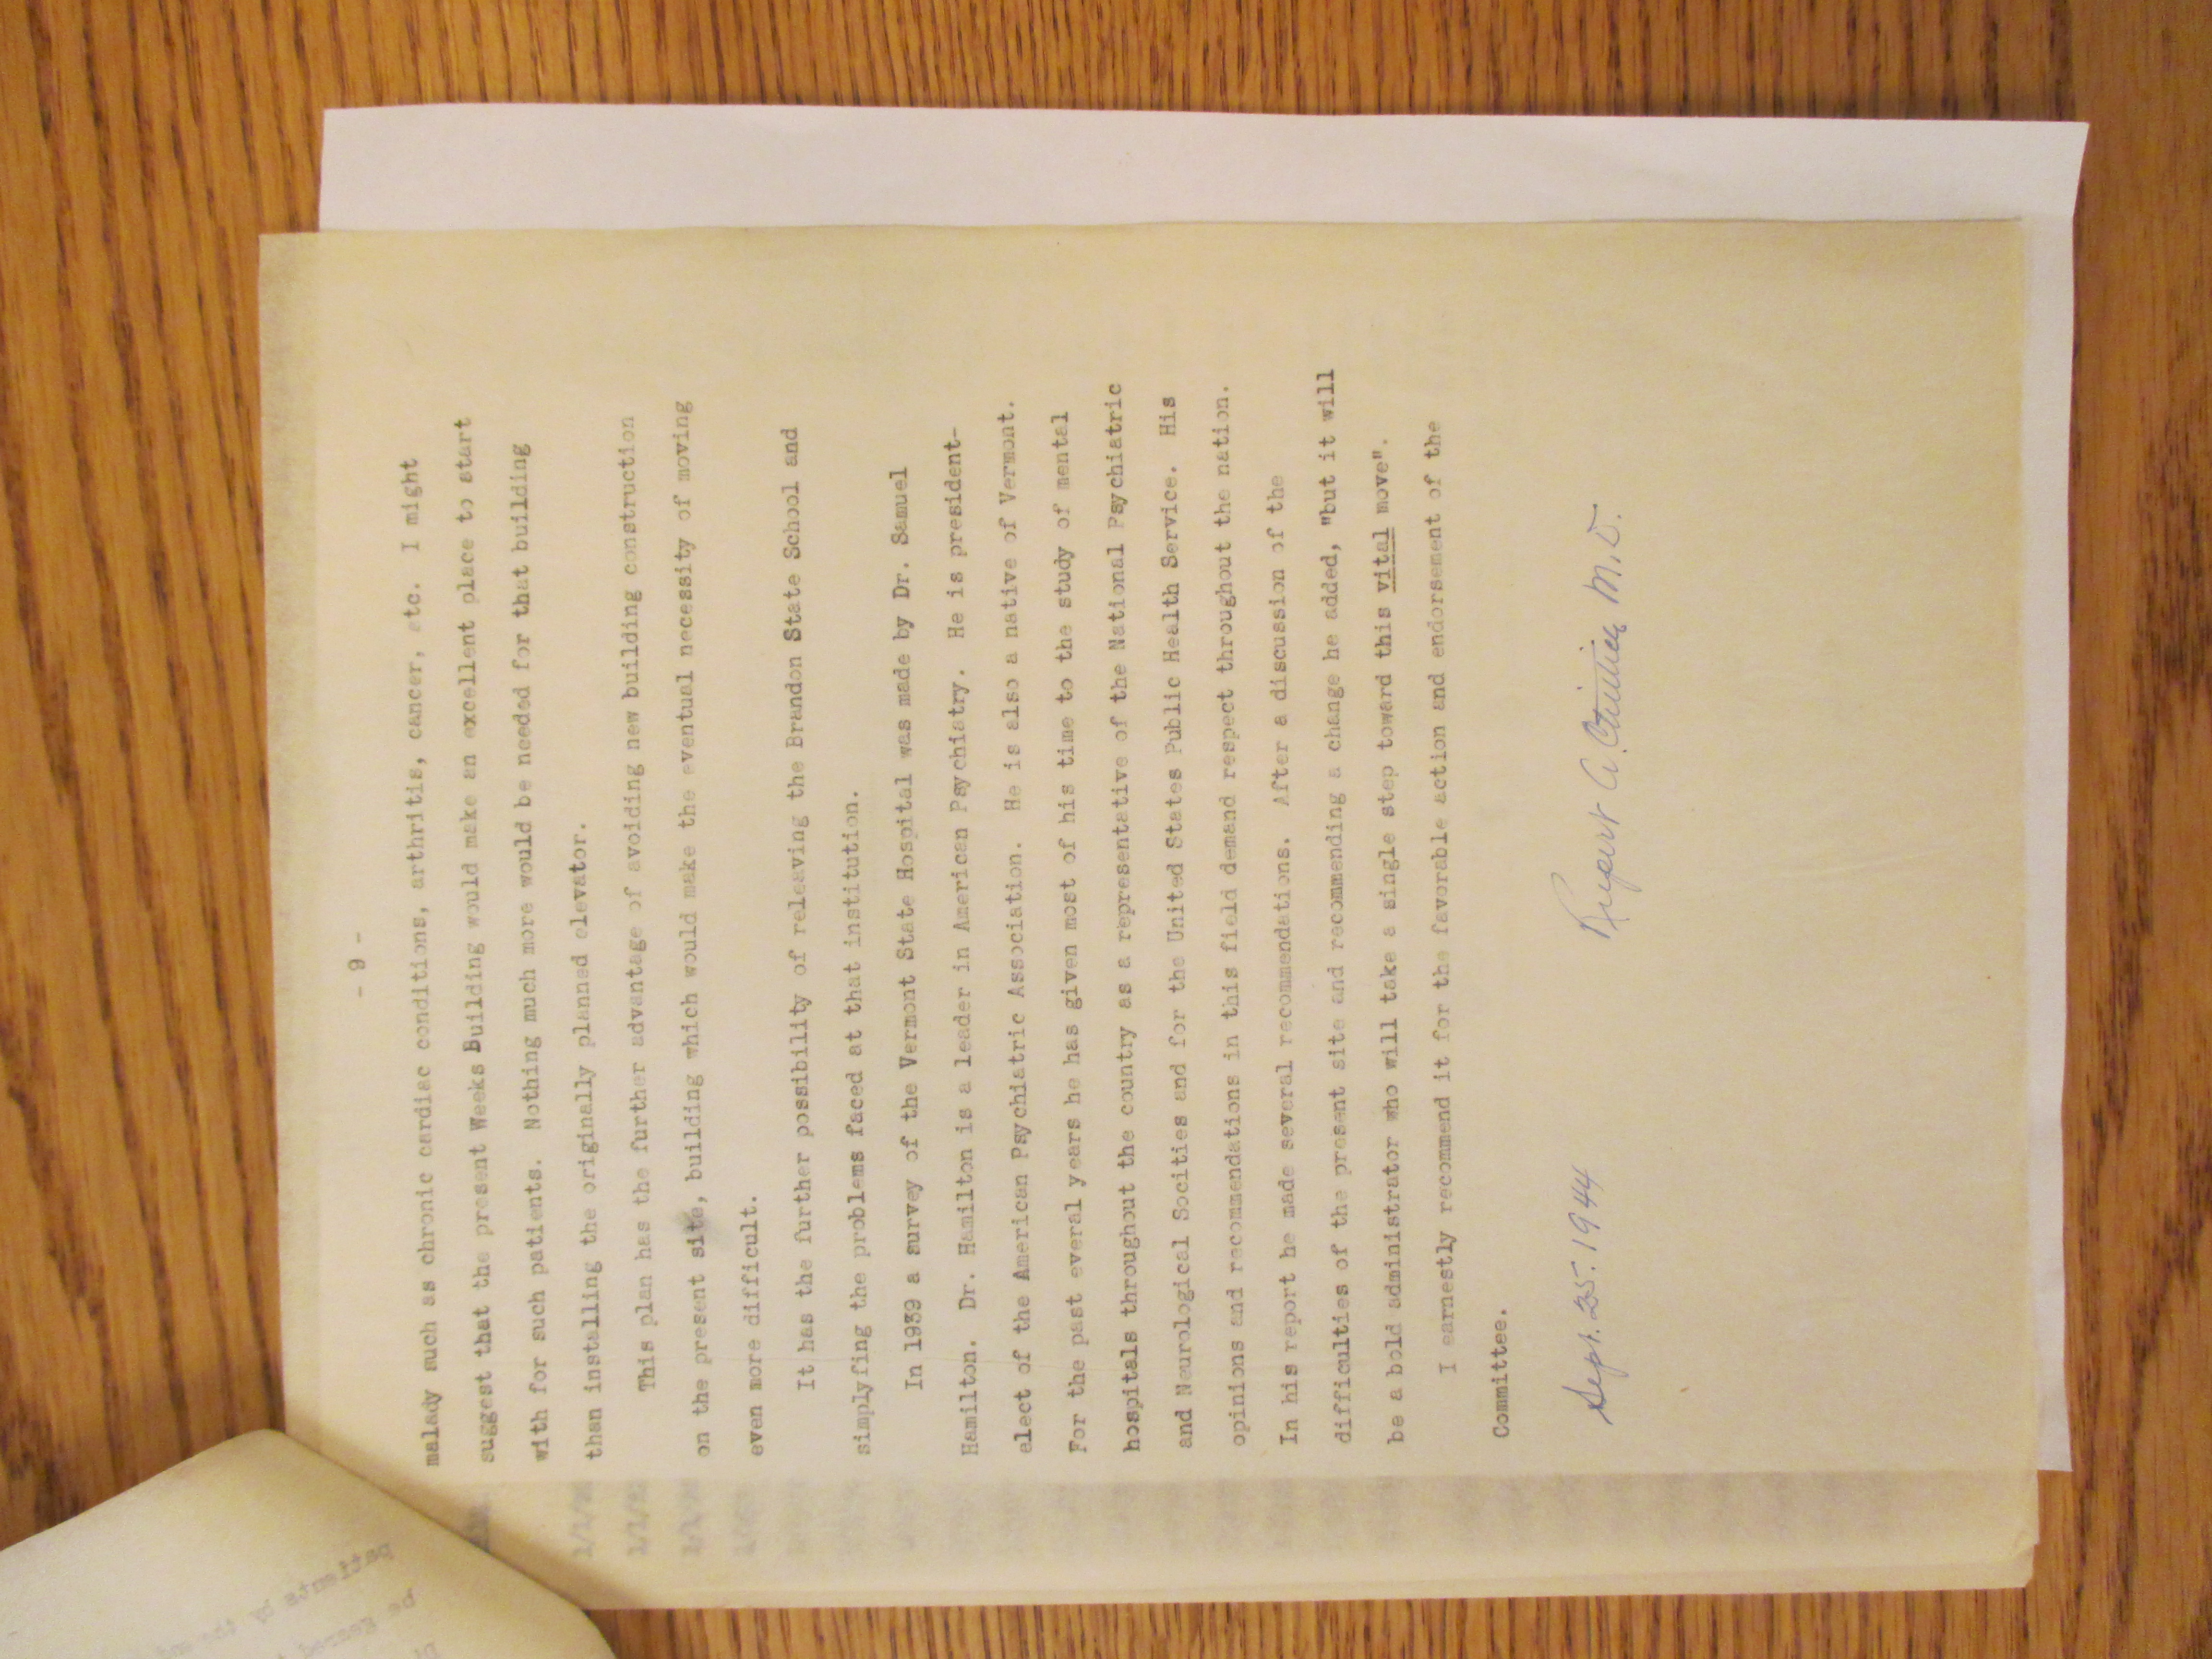 - 9 -
malady such as chronic cardiac conditions, arthritis, cancer, etc. I might
suggest that the present Weeks Building would make an excellent place to start
with for such patients. Nothing much more would be needed for that building
than installing the originally planned elevator.
This plan has the further advantage of avoiding new building construction
on the present site, building which would make the eventual necessity of moving
even more difficult.
It has the further possibility of releaving the Brandon State School and
simplyfing the problems faced at that institution.
In 1939 a survey of the Vermont State Hospital was made by Dr. Samuel
Hamilton. Dr. Hamilton is a leader in American Psychiatry. He is president-
elect of the American Psychiatric Association. He is also a native of Vermont.
For the past everal years he has given most of his time to the study of mental
hospitals throughout the country as a representative of the National Psychiatric
and Neurological Socities and for the United States Public Health Service. His
opinions and recommendations in this field demand respect throughout the nation.
In his report he made several recommendations. After a discussion of the
difficulties of the present site and recommending a change he added, "but it will
be a bold administrator who will take a single step toward this vital move".
I earnestly recommend it for the favorable action and endorsement of the
Committee.
Sept. 25. 1944 Rupert A. M.D.
patients by the
be geared